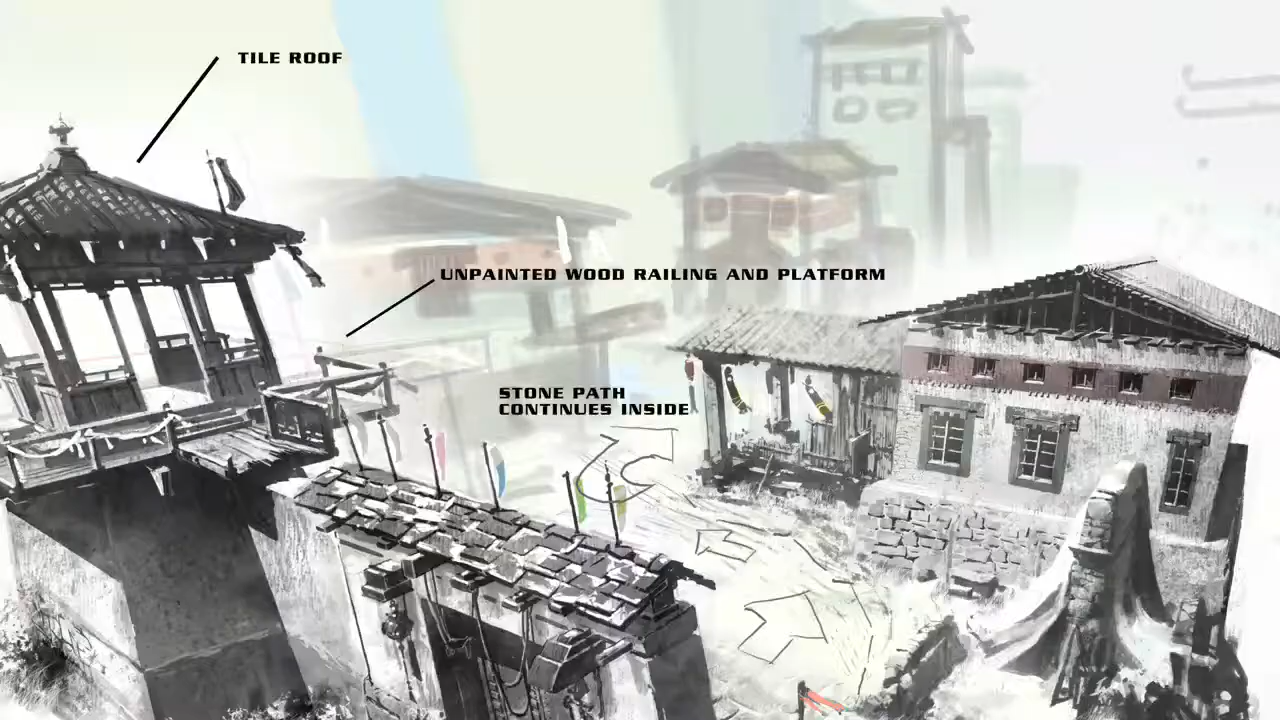 TILE ROOF
UNPAINTED WOOD RAILING AND PLATFORM
STONE PATH
CONTINUES INSIDE